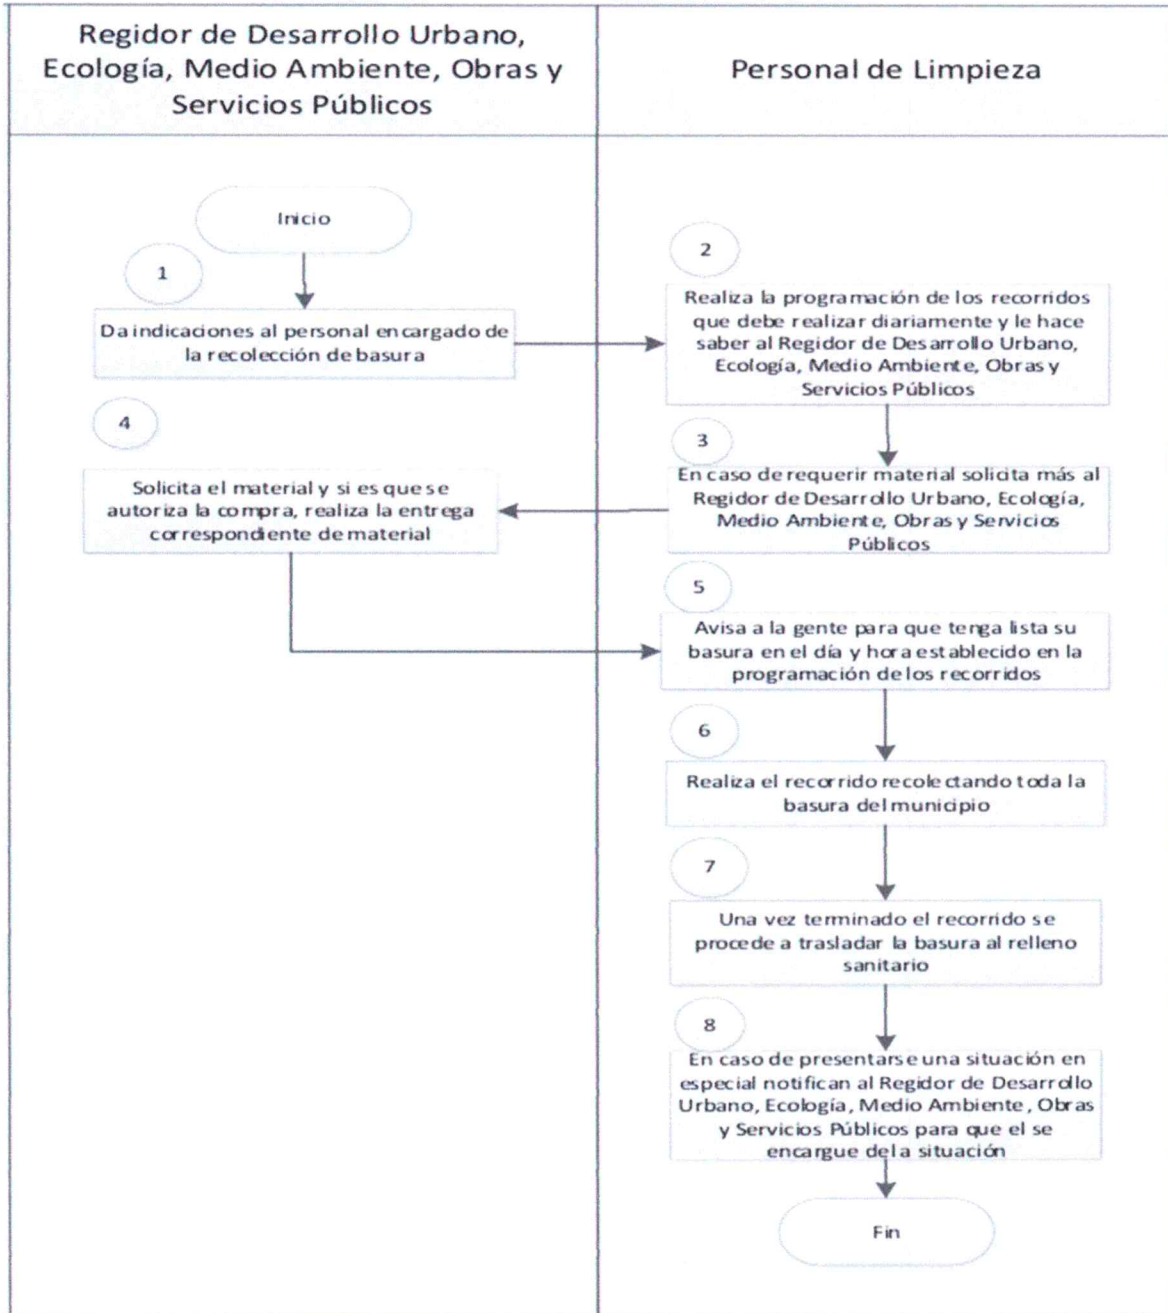 Regidor de Desarrollo Urbano,
Ecología, Medio Ambiente, Obras y
Servicios Públicos
Personal de Limpieza
Inicio
1
Da indicaciones al personal encargado de
la recolección de basura
2
Realiza la programación de los recorridos
que debe realizar diariamente y le hace
saber al Regidor de Desarrollo Urbano,
Ecología, Medio Ambiente, Obras y
Servicios Públicos
3
En caso de requerir material solicita más al
Regidor de Desarrollo Urbano, Ecología,
Medio Ambiente, Obras y Servicios
Públicos
4
Solicita el material y si es que se
autoriza la compra, realiza la entrega
correspondiente de material
5
Avisa a la gente para que tenga lista su
basura en el día y hora establecido en la
programación de los recorridos
6
Realiza el recorrido recolectando toda la
basura del municipio
7
Una vez terminado el recorrido se
procede a trasladar la basura al relleno
sanitario
8
En caso de presentarse una situación en
especial notifican al Regidor de Desarrollo
Urbano, Ecología, Medio Ambiente, Obras
y Servicios Públicos para que el se
encargue de la situación
Fin